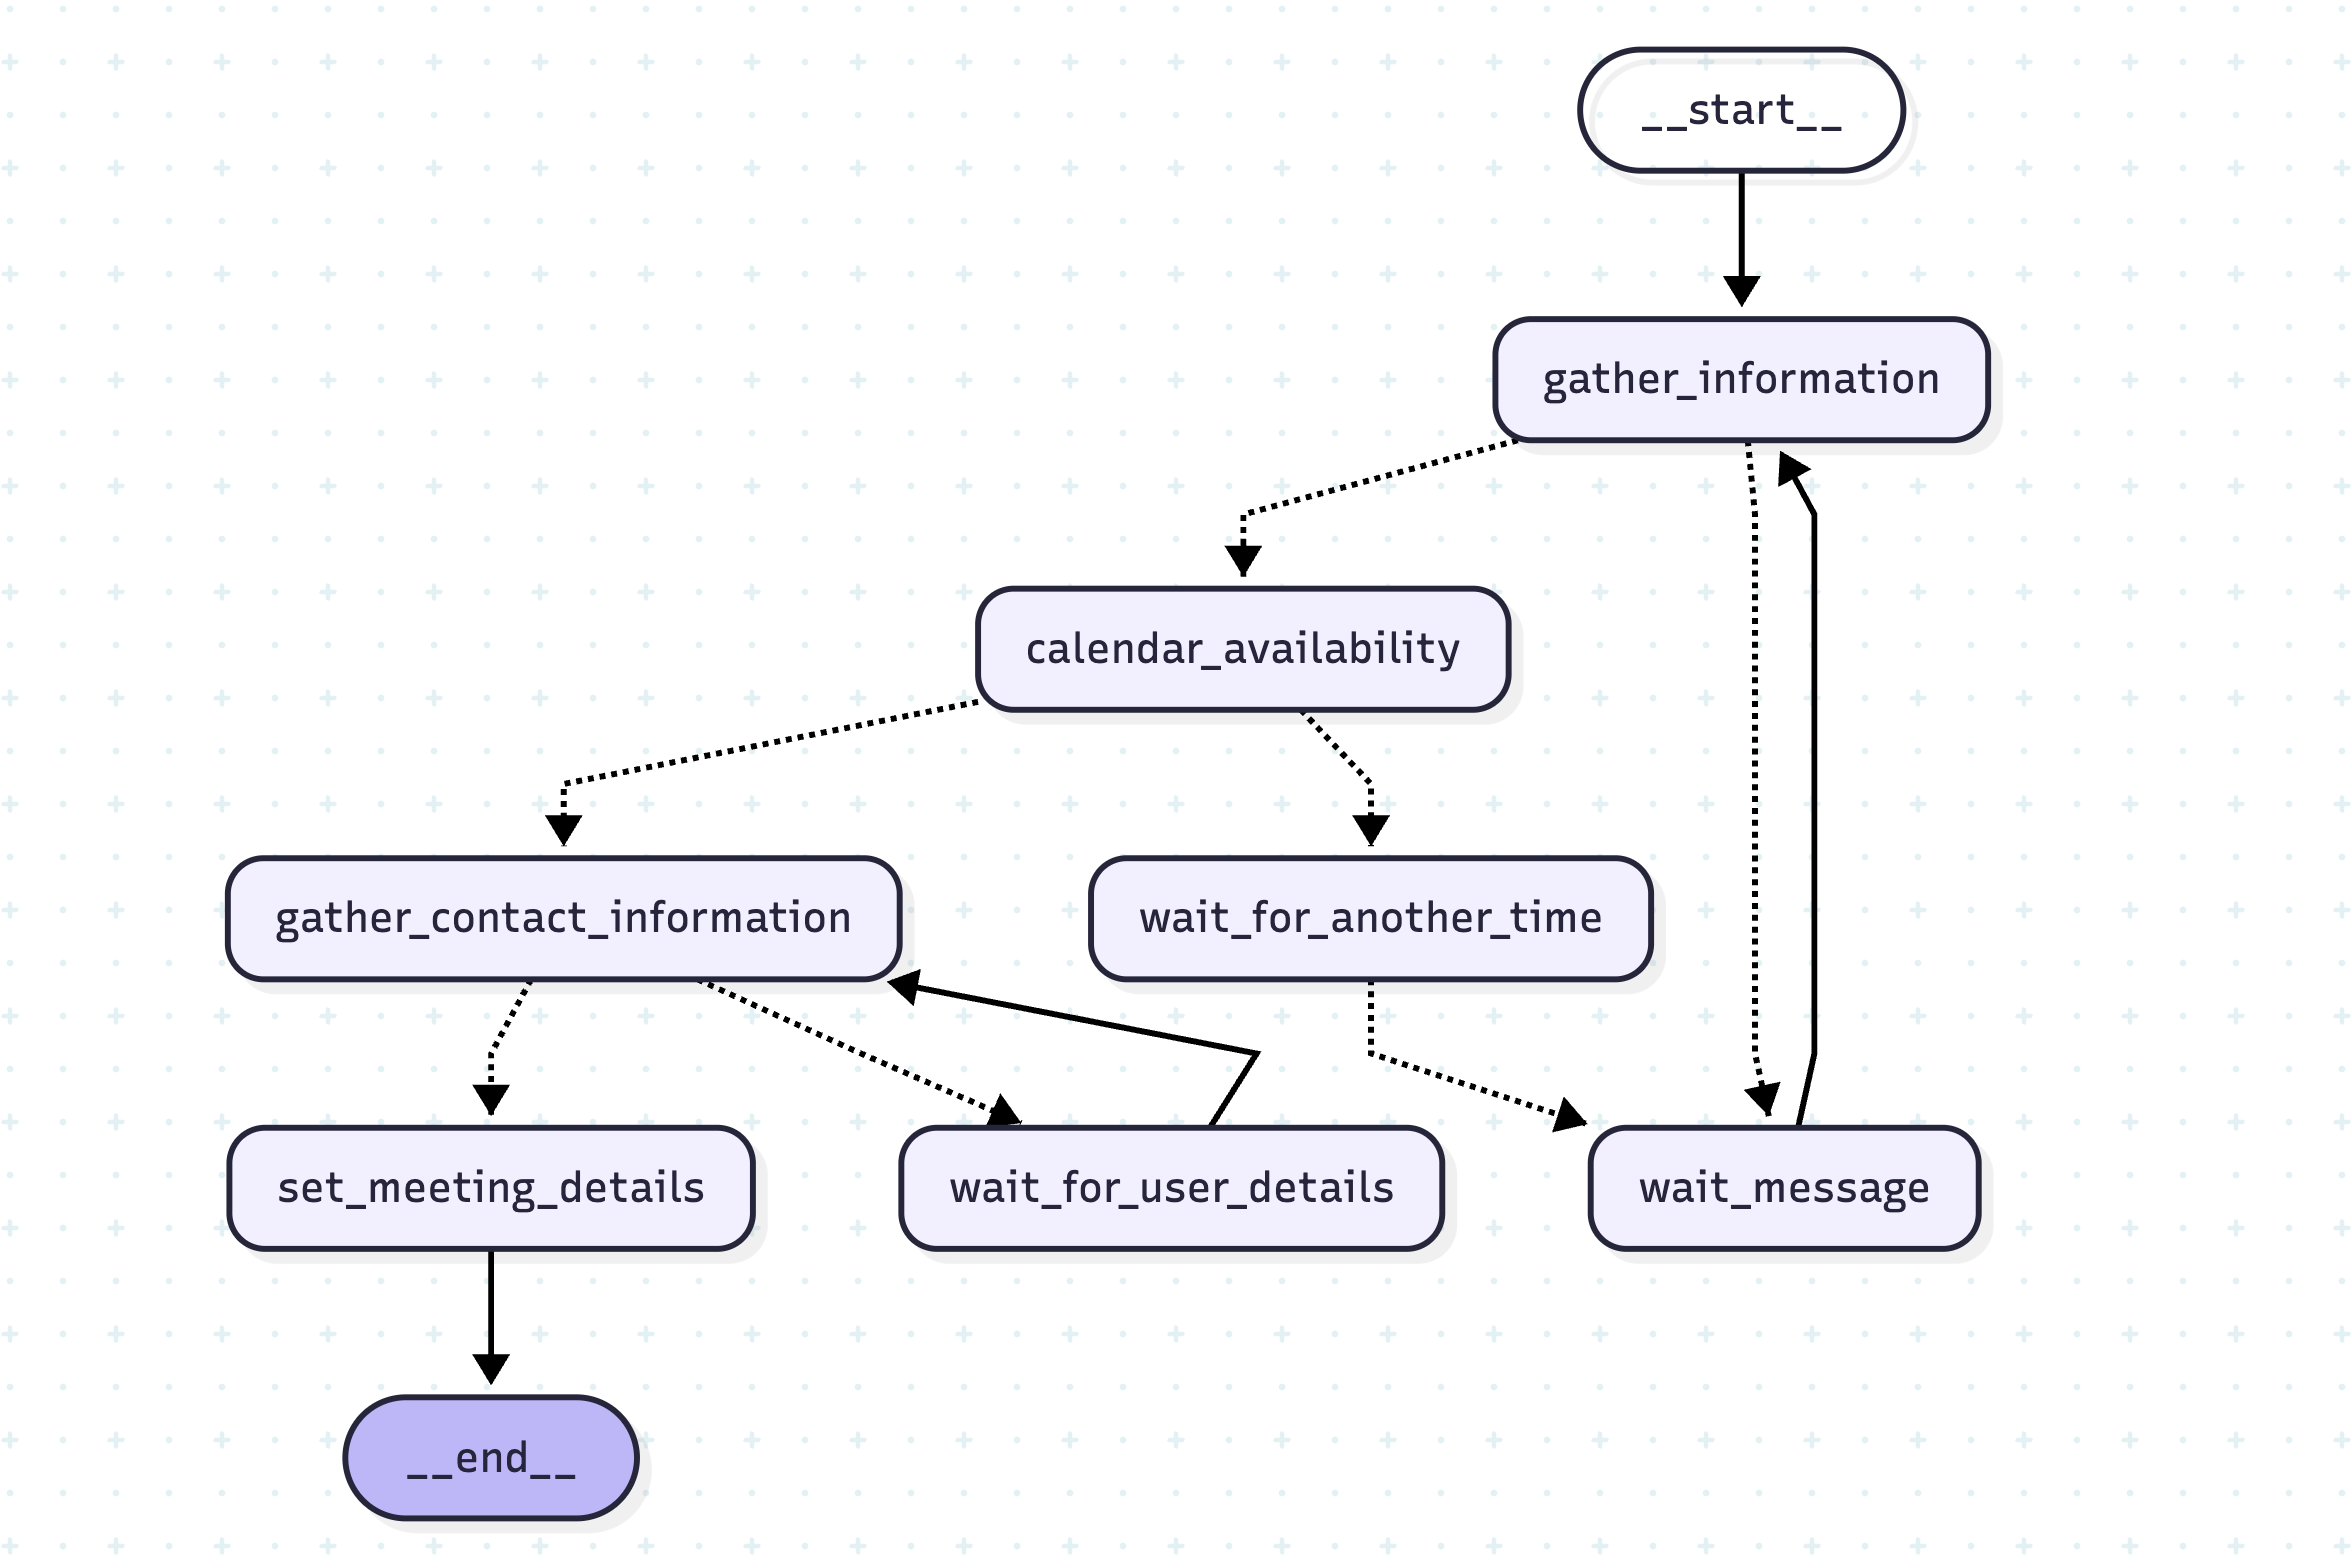 __start__
gather_information
calendar_availability
gather_contact_information
wait_for_another_time
set_meeting_details
wait_for_user_details
wait_message
__end__